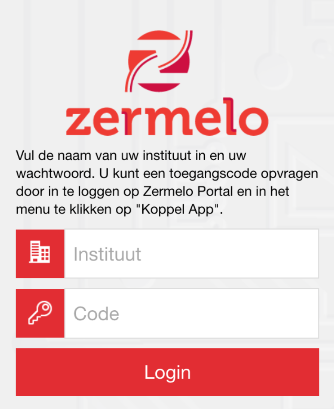 zermelo
Vul de naam van uw instituut in en uw
wachtwoord. U kunt een toegangscode opvragen
door in te loggen op Zermelo Portal en in het
menu te klikken op "Koppel App".
Instituut
Code
Login